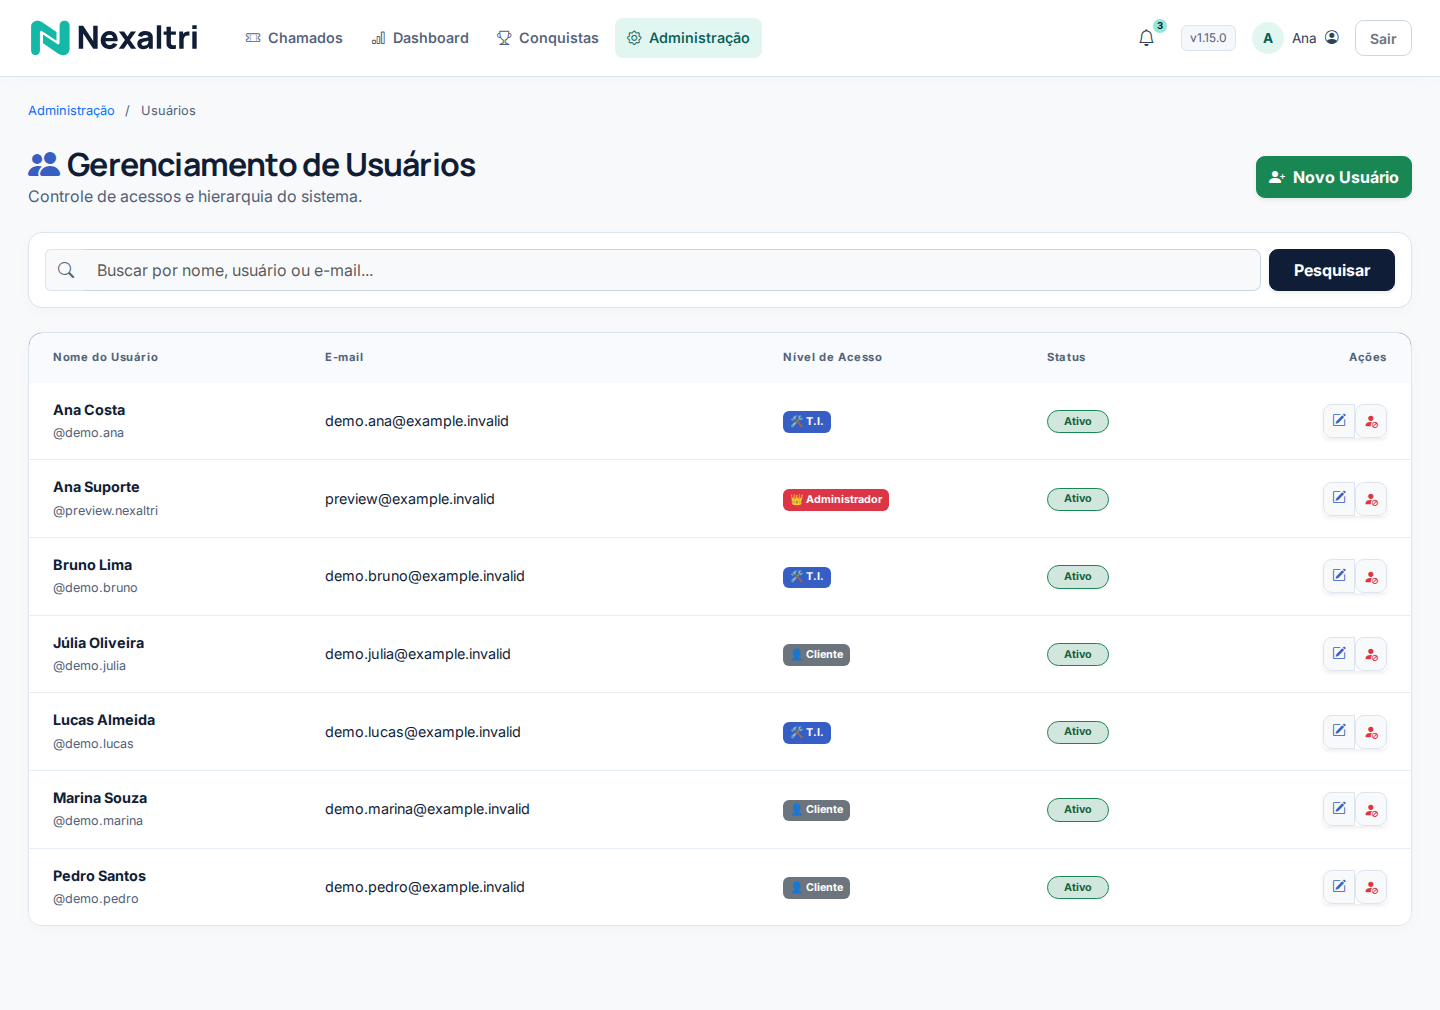 Nexaltri
Chamados
Dashboard
Conquistas
Administração
3
v1.15.0
A
Ana
Sair
Administração / Usuários
Gerenciamento de Usuários
Controle de acessos e hierarquia do sistema.
Novo Usuário
Buscar por nome, usuário ou e-mail...
Pesquisar
Nome do Usuário E-mail Nível de Acesso Status Ações
Ana Costa
@demo.ana
demo.ana@example.invalid
T.I.
Ativo
Ana Suporte
@preview.nexaltri
preview@example.invalid
Administrador
Ativo
Bruno Lima
@demo.bruno
demo.bruno@example.invalid
T.I.
Ativo
Júlia Oliveira
@demo.julia
demo.julia@example.invalid
Cliente
Ativo
Lucas Almeida
@demo.lucas
demo.lucas@example.invalid
T.I.
Ativo
Marina Souza
@demo.marina
demo.marina@example.invalid
Cliente
Ativo
Pedro Santos
@demo.pedro
demo.pedro@example.invalid
Cliente
Ativo